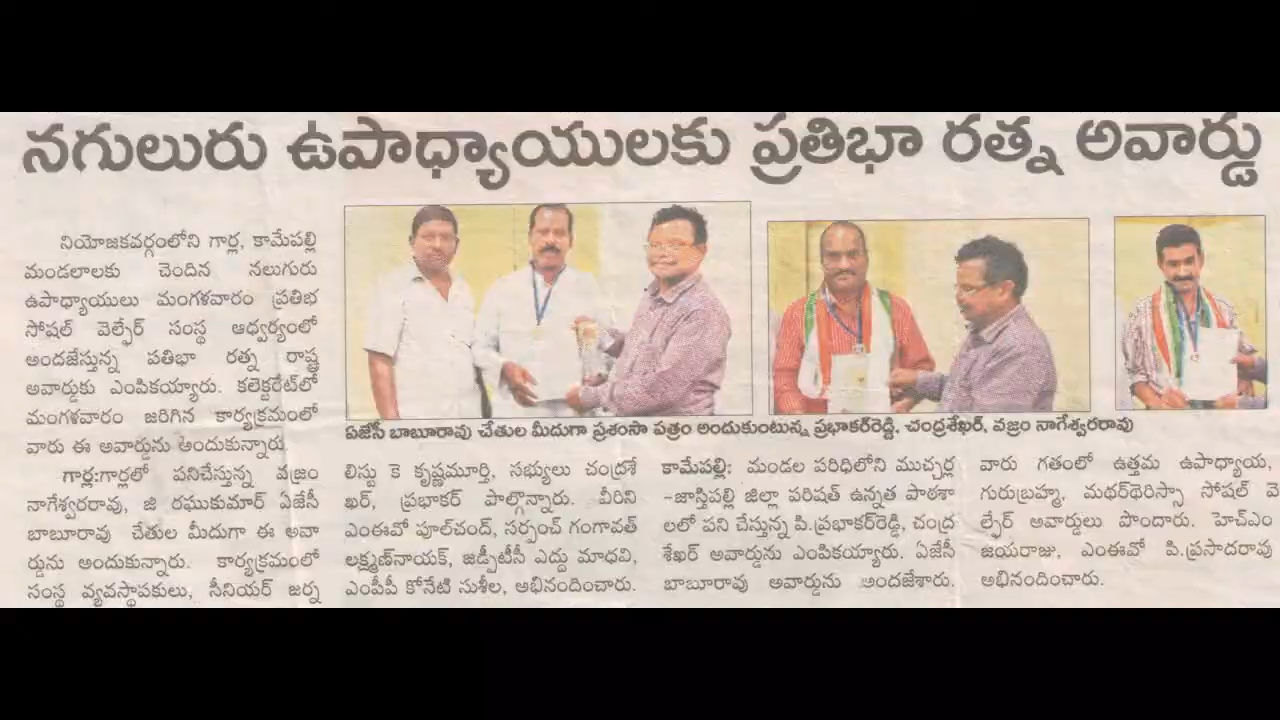 నగులురు ఉపాధ్యాయులకు ప్రతిభా రత్న అవార్డు
నియోజకవర్గంలోని గార్ల, కామేపల్లి
మండలాలకు చెందిన నలుగురు
ఉపాధ్యాయులు మంగళవారం ప్రతిభ
సోషల్ వెల్ఫేర్ సంస్థ ఆధ్వర్యంలో
అందజేస్తున్న పతిభా రత్న రాష్ట్ర
అవార్డుకు ఎంపికయ్యారు. కలెక్టరేట్‌లో
మంగళవారం జరిగిన కార్యక్రమంలో
వారు ఈ అవార్డును అందుకున్నారు
గార్ల:గార్లలో పనిచేస్తున్న వజ్రం
నాగేశ్వరరావు, జి రఘుకుమార్ ఏజేసీ
బాబూరావు చేతుల మీదుగా ఈ అవా
ర్డును అందుకున్నారు. కార్యక్రమంలో
సంస్థ వ్యవస్థాపకులు, సీనియర్ జర్న
ఏజేసీ బాబూరావు చేతుల మీదుగా ప్రశంసా పత్రం అందుకుంటున్న ప్రభాకర్‌రెడ్డి, చంద్రశేఖర్, వజ్రం నాగేశ్వరరావు
లిస్టు కె కృష్ణమూర్తి, సభ్యులు చంద్రశే
ఖర్, ప్రభాకర్ పాల్గొన్నారు. వీరిని
ఎంఈవో పూల్‌చంద్, సర్పంచ్ గంగావత్
లక్ష్మణ్‌నాయక్, జడ్పీటీసీ ఎద్దు మాధవి,
ఎంపీపీ కోనేటి సుశీల, అభినందించారు.
కామేపల్లి: మండల పరిధిలోని ముచ్చర్ల
-జాస్తిపల్లి జిల్లా పరిషత్ ఉన్నత పాఠశా
లలో పని చేస్తున్న పి.ప్రభాకర్‌రెడ్డి, చంద్ర
శేఖర్ అవార్డును ఎంపికయ్యారు. ఏజేసీ
బాబూరావు అవార్డును అందజేశారు.
వారు గతంలో ఉత్తమ ఉపాధ్యాయ,
గురుబ్రహ్మ, మథర్‌థెరిస్సా సోషల్ వె
ల్ఫేర్ అవార్డులు పొందారు. హెచ్ఎం
జయరాజు, ఎంఈవో పి.ప్రసాదరావు
అభినందించారు.